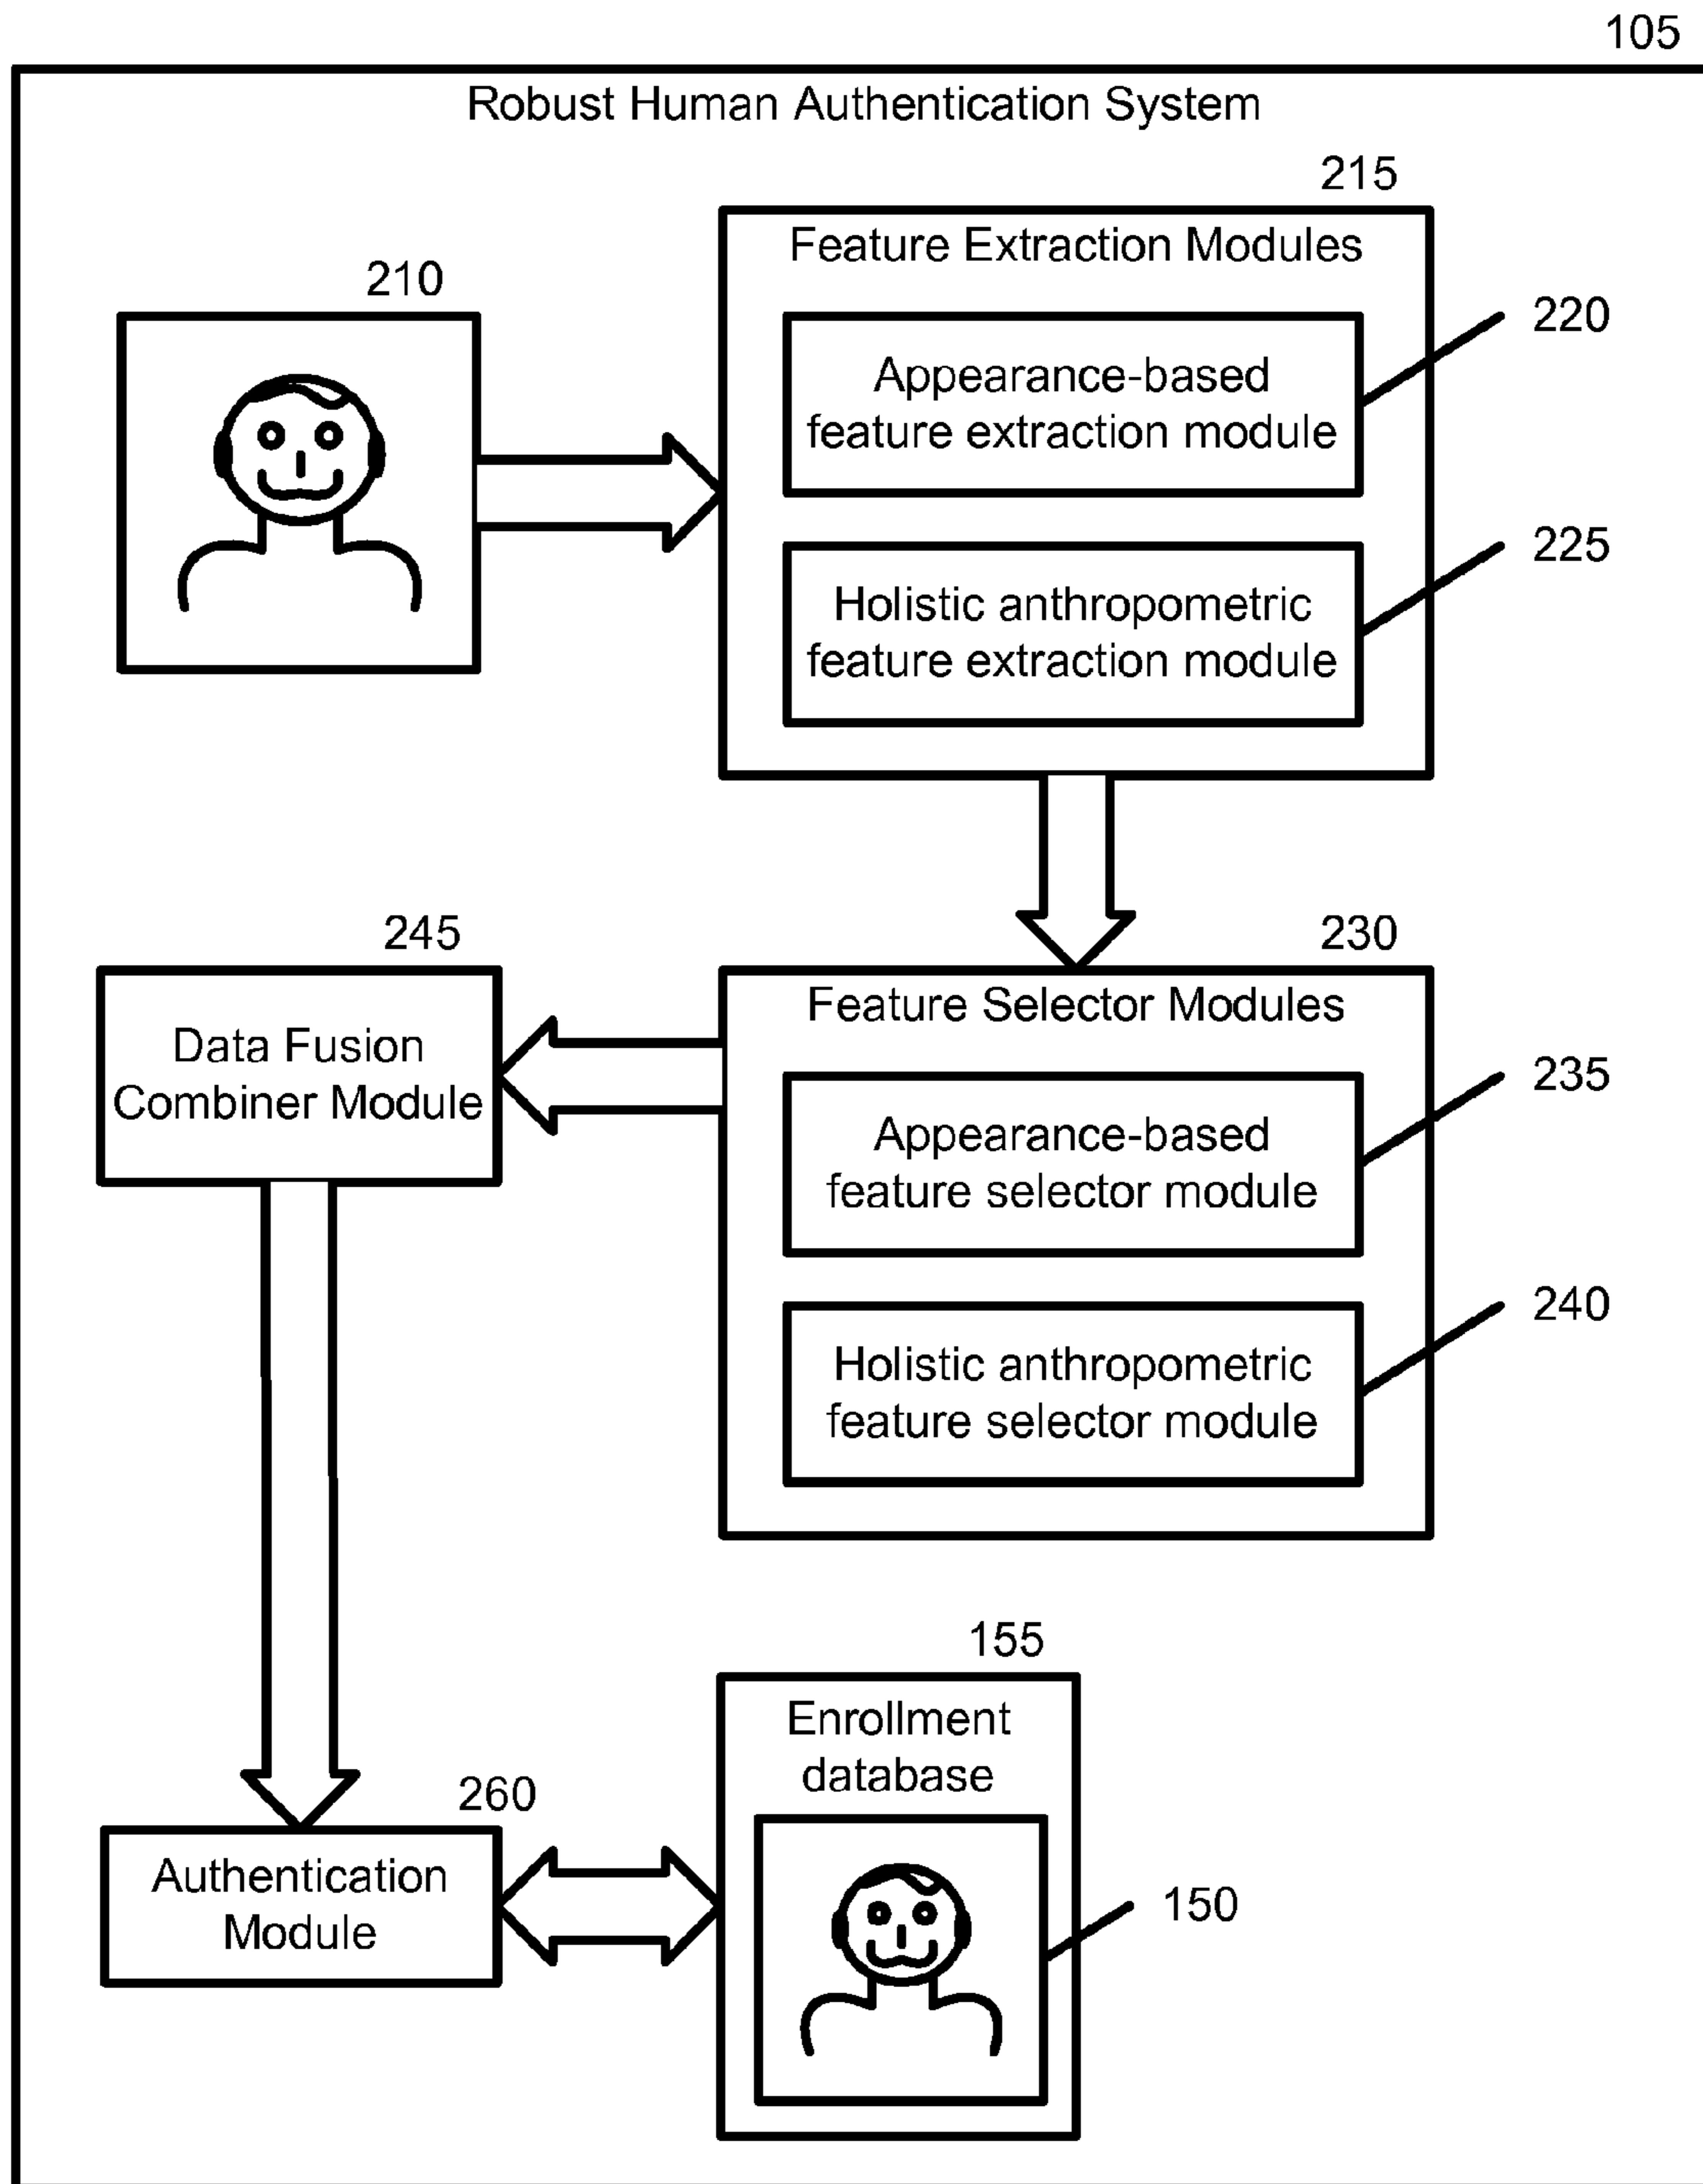 105
Robust Human Authentication System
215
Feature Extraction Modules
210
220
Appearance-based
feature extraction module
225
Holistic anthropometric
feature extraction module
245
230
Data Fusion
Combiner Module
Feature Selector Modules
235
Appearance-based
feature selector module
240
Holistic anthropometric
feature selector module
155
Enrollment
database
260
Authentication
Module
150